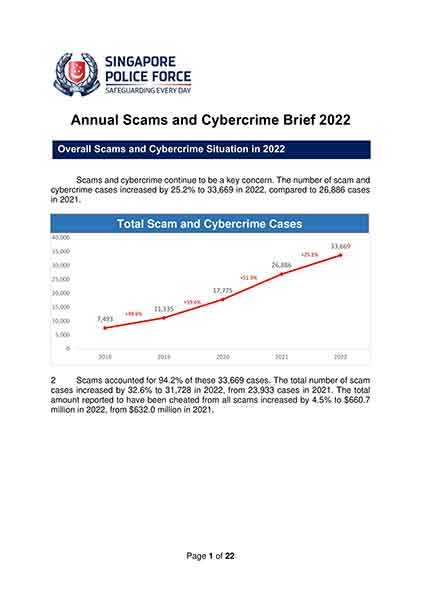 SINGAPORE
POLICE FORCE
SAFEGUARDING EVERY DAY
Annual Scams and Cybercrime Brief 2022
Overall Scams and Cybercrime Situation in 2022
Scams and cybercrime continue to be a key concern. The number of scam and
cybercrime cases increased by 25.2% to 33,669 in 2022, compared to 26,886 cases
in 2021.
Total Scam and Cybercrime Cases
40,000
35,000
30,000
25,000
20,000
15,000
10,000
5,000
0
7,493
11,135
17,775
26,886
33,669
+59.6%
+51.3%
+25.2%
2018
2019
2020
2021
2022
2 Scams accounted for 94.2% of these 33,669 cases. The total number of scam
cases increased by 32.6% to 31,728 in 2022, from 23,933 cases in 2021. The total
amount reported to have been cheated from all scams increased by 4.5% to $660.7
million in 2022, from $632.0 million in 2021.
Page 1 of 22